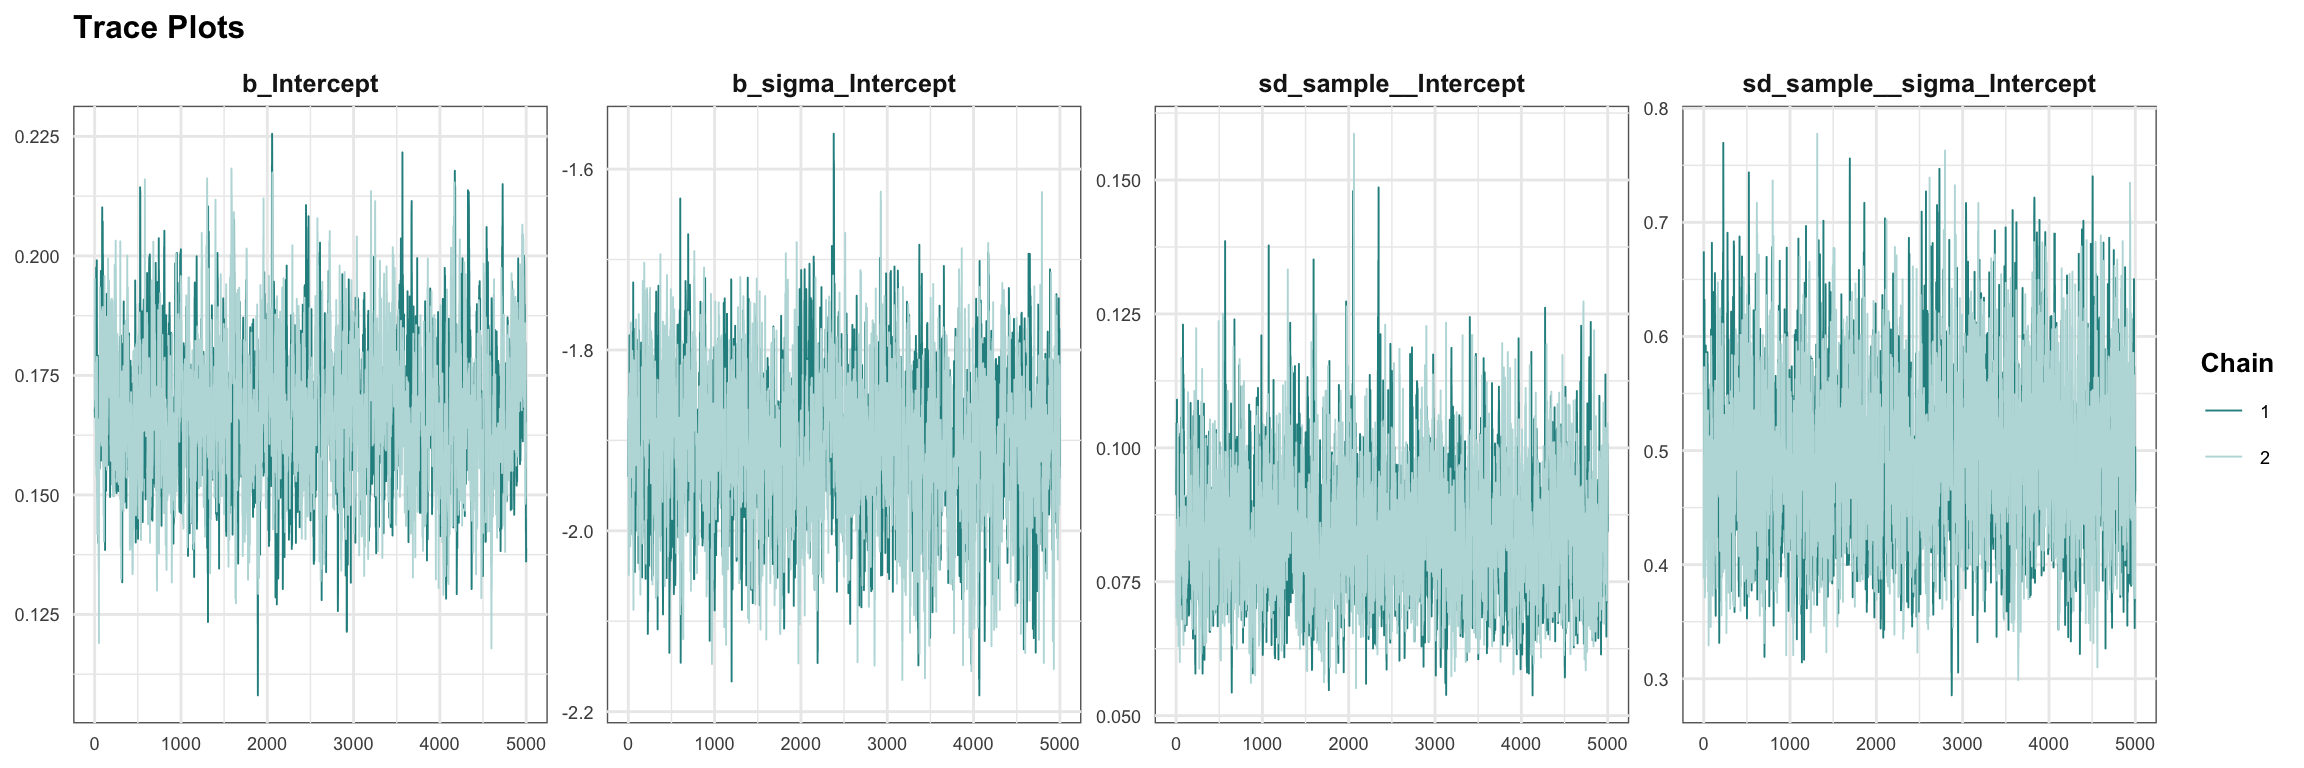 Trace Plots
b_Intercept
0.225
0.200
0.175
0.150
0.125
0 1000 2000 3000 4000 5000
b_sigma_Intercept
-1.6
-1.8
-2.0
-2.2
0 1000 2000 3000 4000 5000
sd_sample__Intercept
0.150
0.125
0.100
0.075
0.050
0 1000 2000 3000 4000 5000
sd_sample__sigma_Intercept
0.8
0.7
0.6
0.5
0.4
0.3
0 1000 2000 3000 4000 5000
Chain
1
2